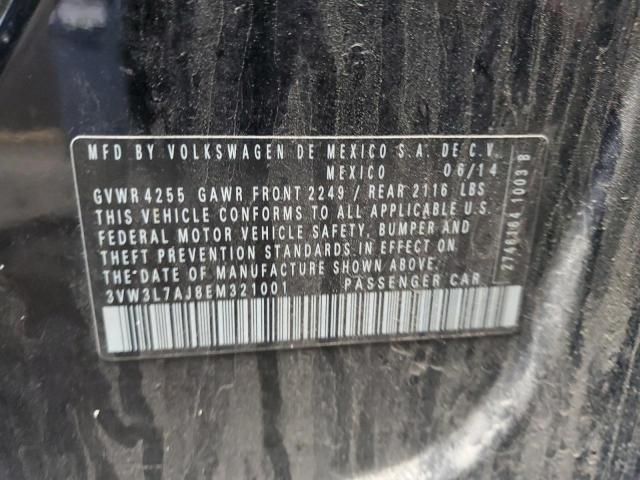 MFD BY VOLKSWAGEN DE MEXICO S.A. DE C.V.
MEXICO 06/14
GVWR 4255 GAWR FRONT 2249 / REAR 2116 LBS
THIS VEHICLE CONFORMS TO ALL APPLICABLE U.S.
FEDERAL MOTOR VEHICLE SAFETY, BUMPER AND
THEFT PREVENTION STANDARDS IN EFFECT ON
THE DATE OF MANUFACTURE SHOWN ABOVE.
3VW3L7AJ8EM321001 PASSENGER CAR
1003B